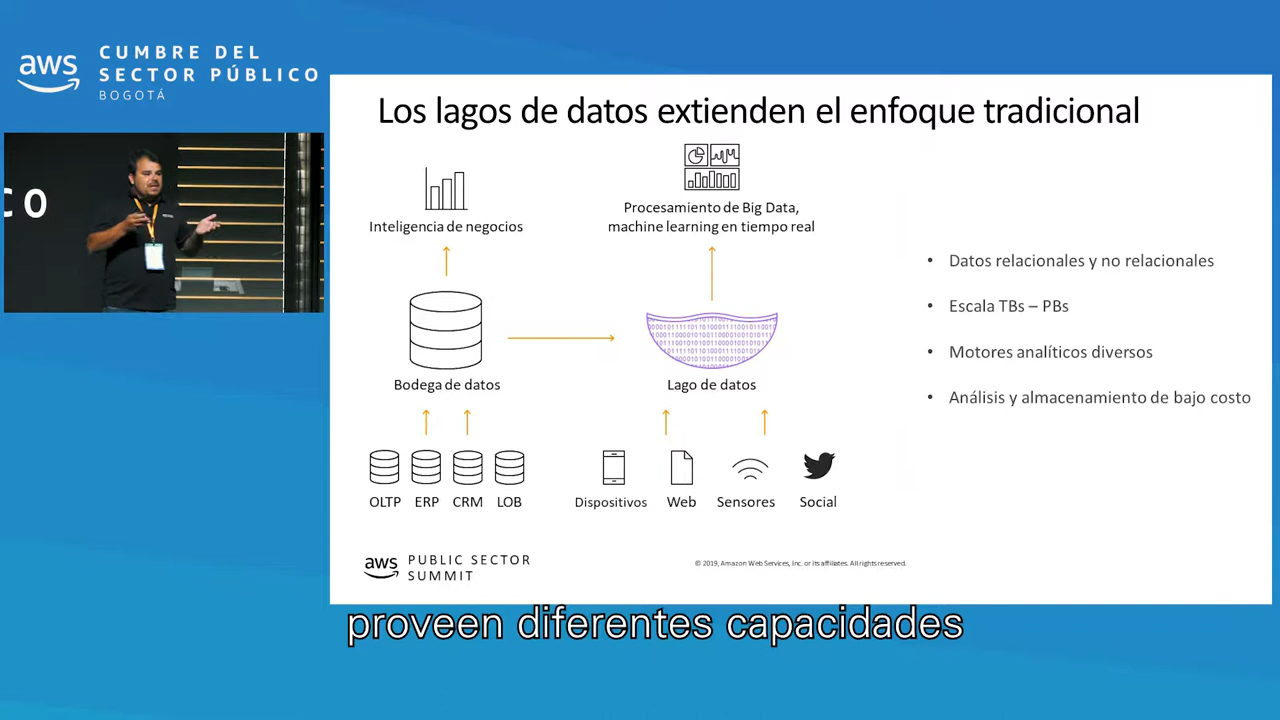 aws
CUMBRE DEL
SECTOR PÚBLICO
BOGOTÁ
CO
Los lagos de datos extienden el enfoque tradicional
Inteligencia de negocios
Procesamiento de Big Data,
machine learning en tiempo real
Bodega de datos
Lago de datos
OLTP ERP CRM LOB
Dispositivos Web Sensores Social
• Datos relacionales y no relacionales
• Escala TBs – PBs
• Motores analíticos diversos
• Análisis y almacenamiento de bajo costo
aws
PUBLIC SECTOR
SUMMIT
© 2019, Amazon Web Services, Inc. or its affiliates. All rights reserved.
proveen diferentes capacidades